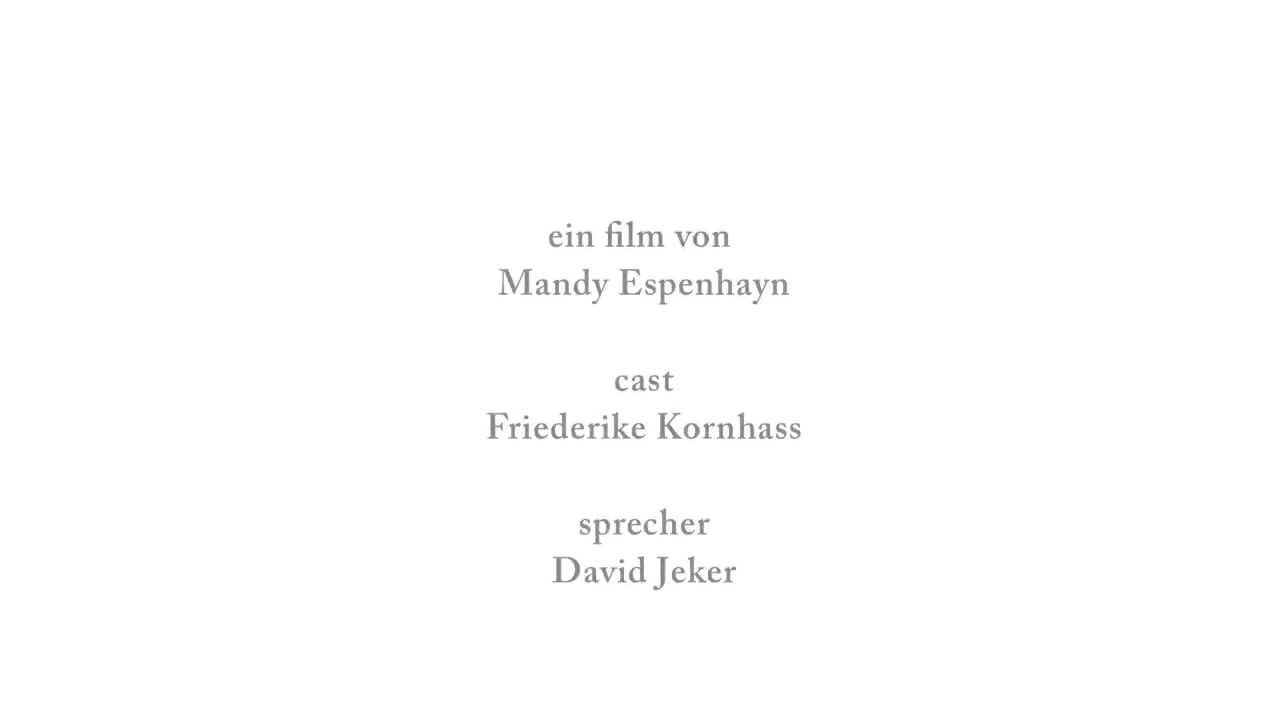 ein film von
Mandy Espenhayn
cast
Friederike Kornhass
sprecher
David Jeker